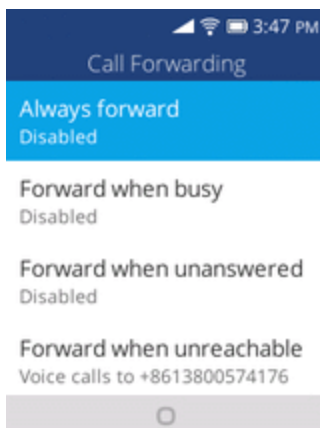 3:47 PM
Call Forwarding
Always forward
Disabled
Forward when busy
Disabled
Forward when unanswered
Disabled
Forward when unreachable
Voice calls to +8613800574176